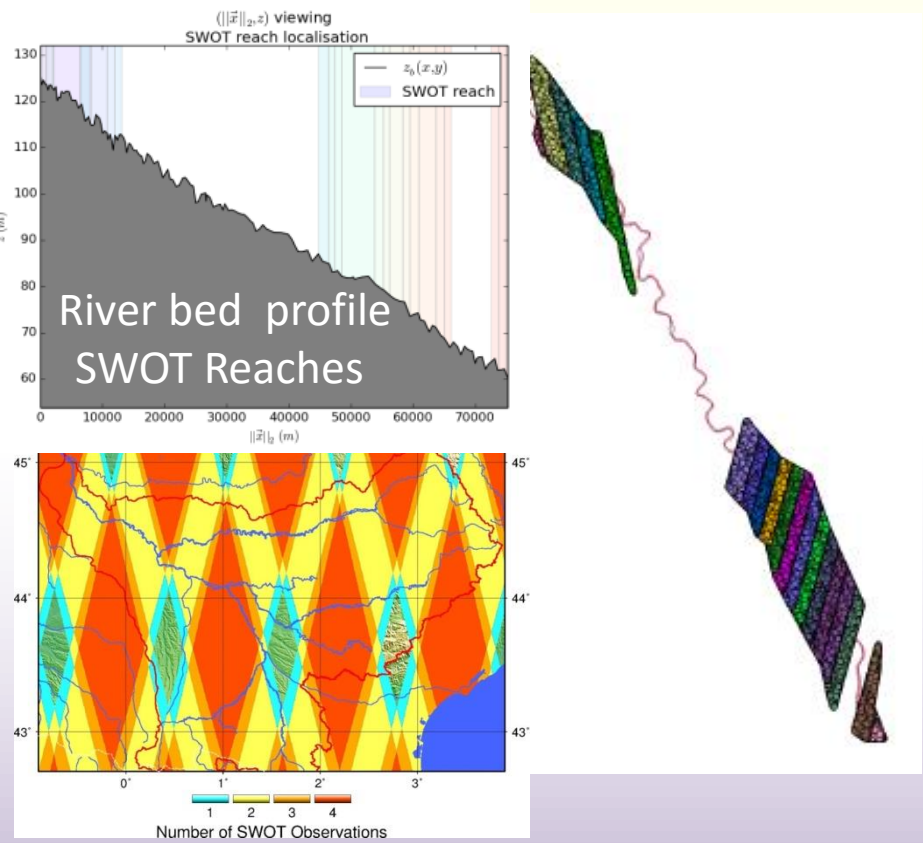 (||x⃗||₂,z) viewing
SWOT reach localisation
z_b(x,y)
SWOT reach
130
120
110
100
90
80
70
60
z (m)
River bed profile
SWOT Reaches
0 10000 20000 30000 40000 50000 60000 70000
||x⃗||₂ (m)
45° 45°
44° 44°
43° 43°
0° 1° 2° 3°
1 2 3 4
Number of SWOT Observations